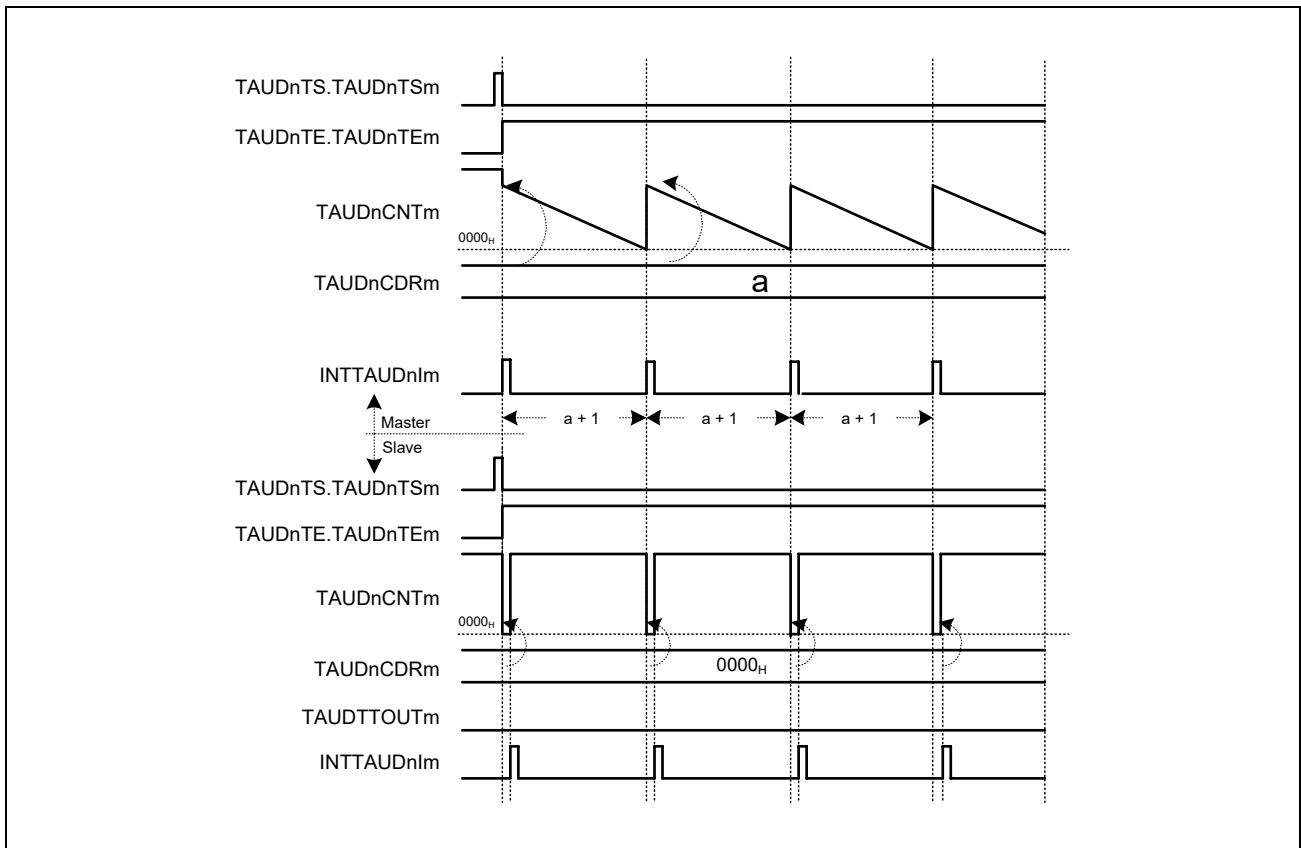 TAUDnTS.TAUDnTSm
TAUDnTE.TAUDnTEm
TAUDnCNTm
0000H
TAUDnCDRm
a
INTTAUDnIm
a + 1
a + 1
a + 1
Master
Slave
TAUDnTS.TAUDnTSm
TAUDnTE.TAUDnTEm
TAUDnCNTm
0000H
TAUDnCDRm
0000H
TAUDTTOUTm
INTTAUDnIm